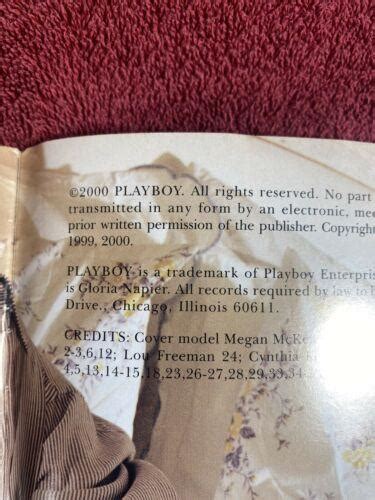 ©2000 PLAYBOY. All rights reserved. No part
transmitted in any form by an electronic, me
prior written permission of the publisher. Copyright
1999, 2000.
PLAYBOY is a trademark of Playboy Enterpris
is Gloria Napier. All records required by law to b
Drive., Chicago, Illinois 60611.
CREDITS: Cover model Megan McKe
2-3,6,12; Lou Freeman 24; Cynthia
4,5,13,14-15,18,23,26-27,28,29,33,34